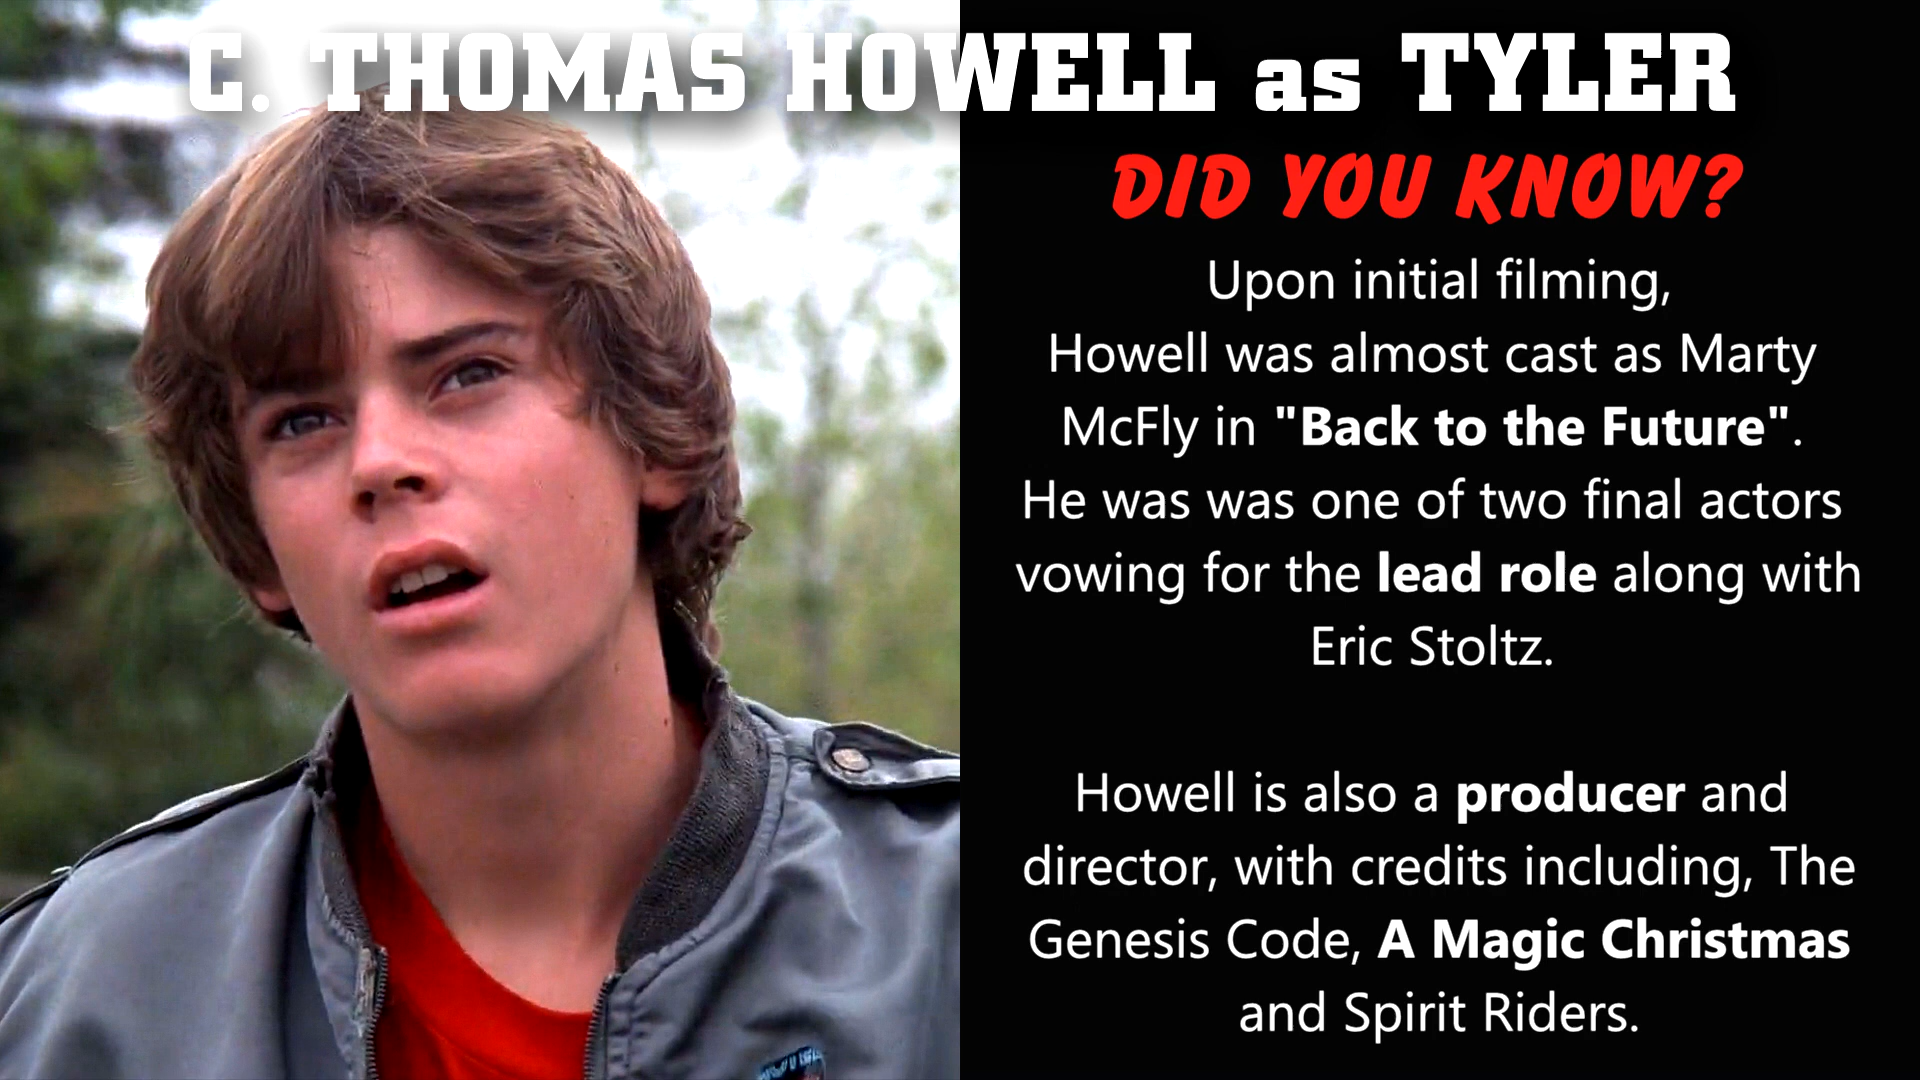 C. THOMAS HOWELL as TYLER
DID YOU KNOW?
Upon initial filming,
Howell was almost cast as Marty
McFly in "Back to the Future".
He was was one of two final actors
vowing for the lead role along with
Eric Stoltz.
Howell is also a producer and
director, with credits including, The
Genesis Code, A Magic Christmas
and Spirit Riders.